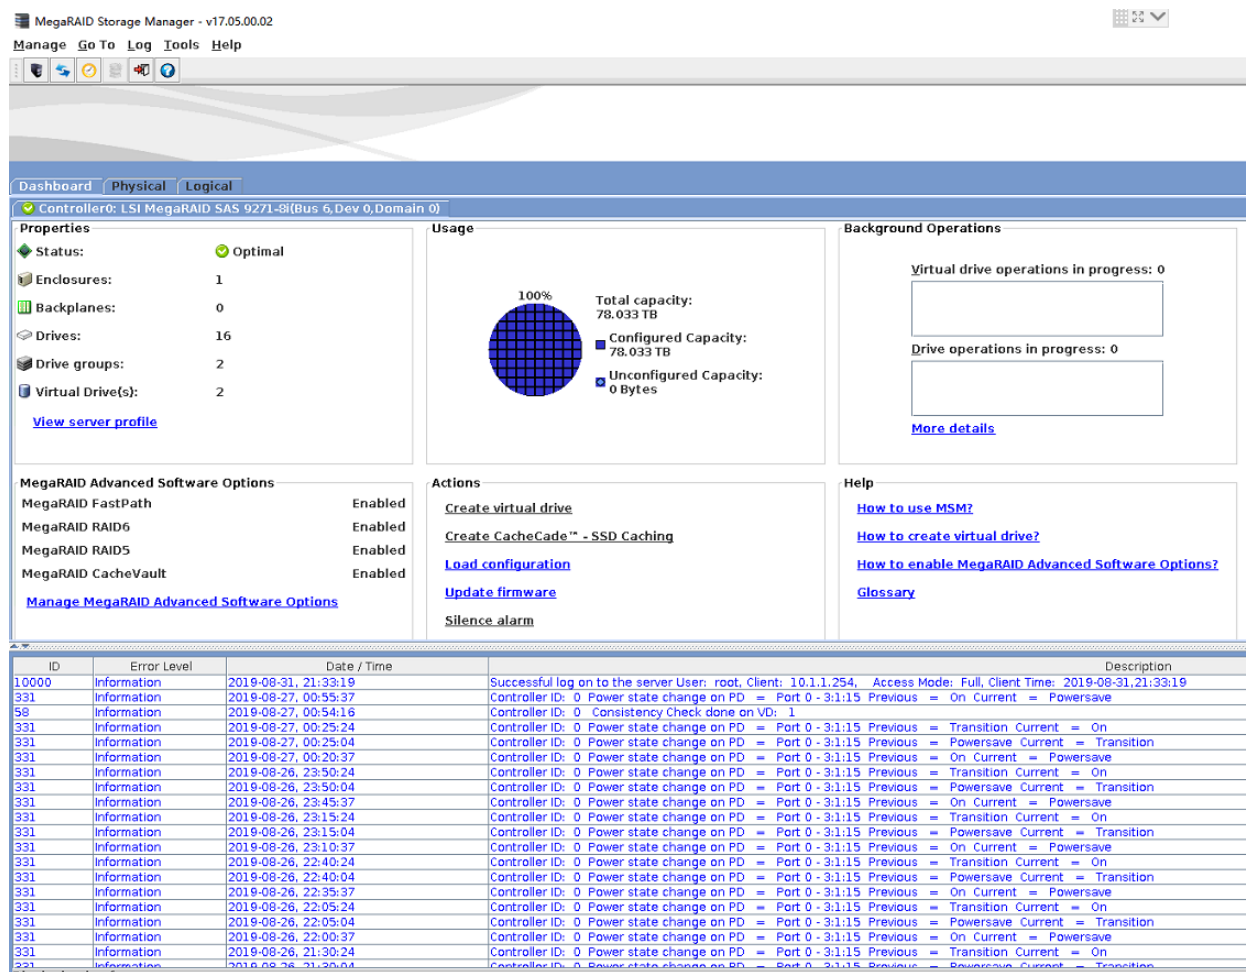 MegaRAID Storage Manager - v17.05.00.02
Manage Go To Log Tools Help
Dashboard Physical Logical
Controller0: LSI MegaRAID SAS 9271-8i(Bus 6,Dev 0,Domain 0)
Properties
Status: Optimal
Enclosures: 1
Backplanes: 0
Drives: 16
Drive groups: 2
Virtual Drive(s): 2
View server profile
Usage
100%
Total capacity:
78.033 TB
Configured Capacity:
78.033 TB
Unconfigured Capacity:
0 Bytes
Background Operations
Virtual drive operations in progress: 0
Drive operations in progress: 0
More details
MegaRAID Advanced Software Options
MegaRAID FastPath Enabled
MegaRAID RAID6 Enabled
MegaRAID RAID5 Enabled
MegaRAID CacheVault Enabled
Manage MegaRAID Advanced Software Options
Actions
Create virtual drive
Create CacheCade™ - SSD Caching
Load configuration
Update firmware
Silence alarm
Help
How to use MSM?
How to create virtual drive?
How to enable MegaRAID Advanced Software Options?
Glossary
ID Error Level Date / Time Description
10000 Information 2019-08-31, 21:33:19 Successful log on to the server User: root, Client: 10.1.1.254, Access Mode: Full, Client Time: 2019-08-31,21:33:19
331 Information 2019-08-27, 00:55:37 Controller ID: 0 Power state change on PD = Port 0 - 3:1:15 Previous = On Current = Powersave
58 Information 2019-08-27, 00:54:16 Controller ID: 0 Consistency Check done on VD: 1
331 Information 2019-08-27, 00:25:24 Controller ID: 0 Power state change on PD = Port 0 - 3:1:15 Previous = Transition Current = On
331 Information 2019-08-27, 00:25:04 Controller ID: 0 Power state change on PD = Port 0 - 3:1:15 Previous = Powersave Current = Transition
331 Information 2019-08-27, 00:20:37 Controller ID: 0 Power state change on PD = Port 0 - 3:1:15 Previous = On Current = Powersave
331 Information 2019-08-26, 23:50:24 Controller ID: 0 Power state change on PD = Port 0 - 3:1:15 Previous = Transition Current = On
331 Information 2019-08-26, 23:50:04 Controller ID: 0 Power state change on PD = Port 0 - 3:1:15 Previous = Powersave Current = Transition
331 Information 2019-08-26, 23:45:37 Controller ID: 0 Power state change on PD = Port 0 - 3:1:15 Previous = On Current = Powersave
331 Information 2019-08-26, 23:15:24 Controller ID: 0 Power state change on PD = Port 0 - 3:1:15 Previous = Transition Current = On
331 Information 2019-08-26, 23:15:04 Controller ID: 0 Power state change on PD = Port 0 - 3:1:15 Previous = Powersave Current = Transition
331 Information 2019-08-26, 23:10:37 Controller ID: 0 Power state change on PD = Port 0 - 3:1:15 Previous = On Current = Powersave
331 Information 2019-08-26, 22:40:24 Controller ID: 0 Power state change on PD = Port 0 - 3:1:15 Previous = Transition Current = On
331 Information 2019-08-26, 22:40:04 Controller ID: 0 Power state change on PD = Port 0 - 3:1:15 Previous = Powersave Current = Transition
331 Information 2019-08-26, 22:35:37 Controller ID: 0 Power state change on PD = Port 0 - 3:1:15 Previous = On Current = Powersave
331 Information 2019-08-26, 22:05:24 Controller ID: 0 Power state change on PD = Port 0 - 3:1:15 Previous = Transition Current = On
331 Information 2019-08-26, 22:05:04 Controller ID: 0 Power state change on PD = Port 0 - 3:1:15 Previous = Powersave Current = Transition
331 Information 2019-08-26, 22:00:37 Controller ID: 0 Power state change on PD = Port 0 - 3:1:15 Previous = On Current = Powersave
331 Information 2019-08-26, 21:30:24 Controller ID: 0 Power state change on PD = Port 0 - 3:1:15 Previous = Transition Current = On
331 Information 2019-08-26, 21:30:04 Controller ID: 0 Power state change on PD = Port 0 - 3:1:15 Previous = Powersave Current = Transition